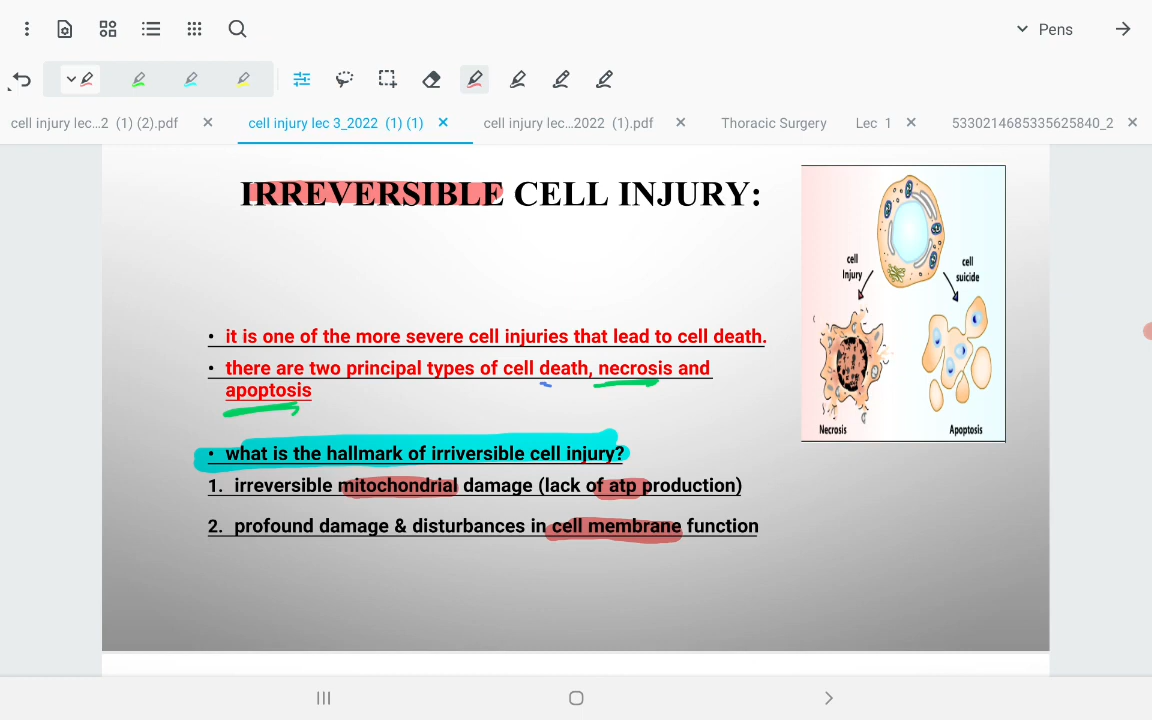 Pens
cell injury lec...2 (1) (2).pdf
cell injury lec 3_2022 (1) (1)
cell injury lec...2022 (1).pdf
Thoracic Surgery
Lec 1
5330214685335625840_2
IRREVERSIBLE CELL INJURY:
• it is one of the more severe cell injuries that lead to cell death.
• there are two principal types of cell death, necrosis and
apoptosis
• what is the hallmark of irriversible cell injury?
1. irreversible mitochondrial damage (lack of atp production)
2. profound damage & disturbances in cell membrane function
cell
Injury
cell
suicide
Necrosis
Apoptosis